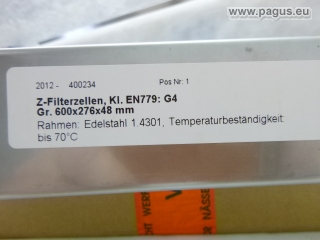 www.pagus.eu
2012 - 400234 Pos Nr: 1
Z-Filterzellen, Kl. EN779: G4
Gr. 600x276x48 mm
Rahmen: Edelstahl 1.4301, Temperaturbeständigkeit
bis 70°C
NÄSSE